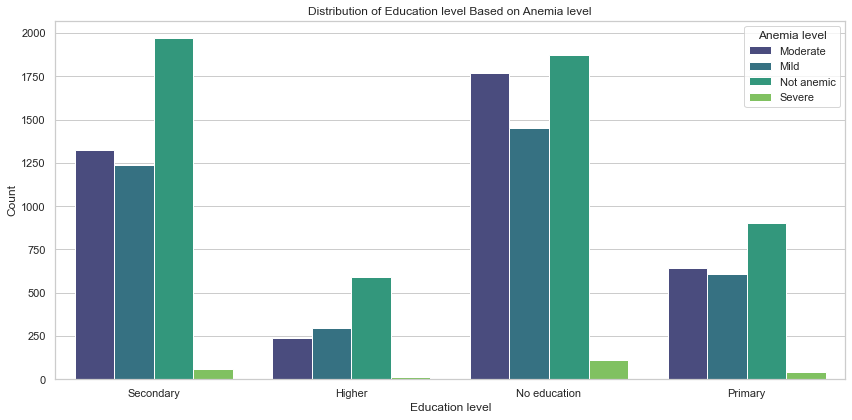 Distribution of Education level Based on Anemia level
Anemia level
Moderate
Mild
Not anemic
Severe
Count
2000
1750
1500
1250
1000
750
500
250
0
Secondary
Higher
No education
Primary
Education level